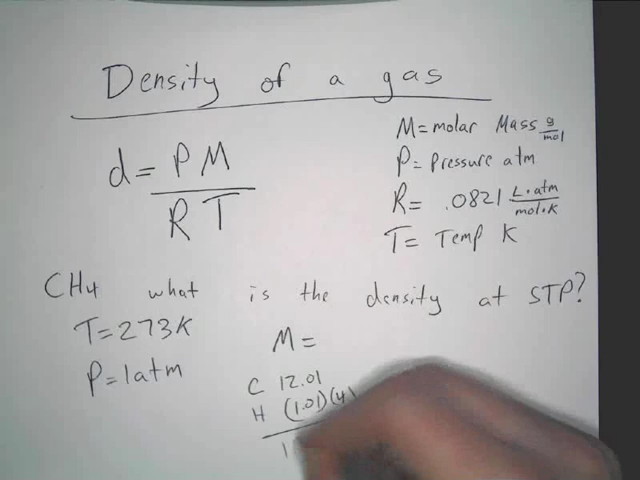 Density of a gas
d = PM / RT
M = molar Mass g/mol
P = Pressure atm
R = .0821 L·atm/mol·K
T = Temp K
CH4 what is the density at STP?
T = 273K
P = 1atm
M =
C 12.01
H (1.01)(4)
1